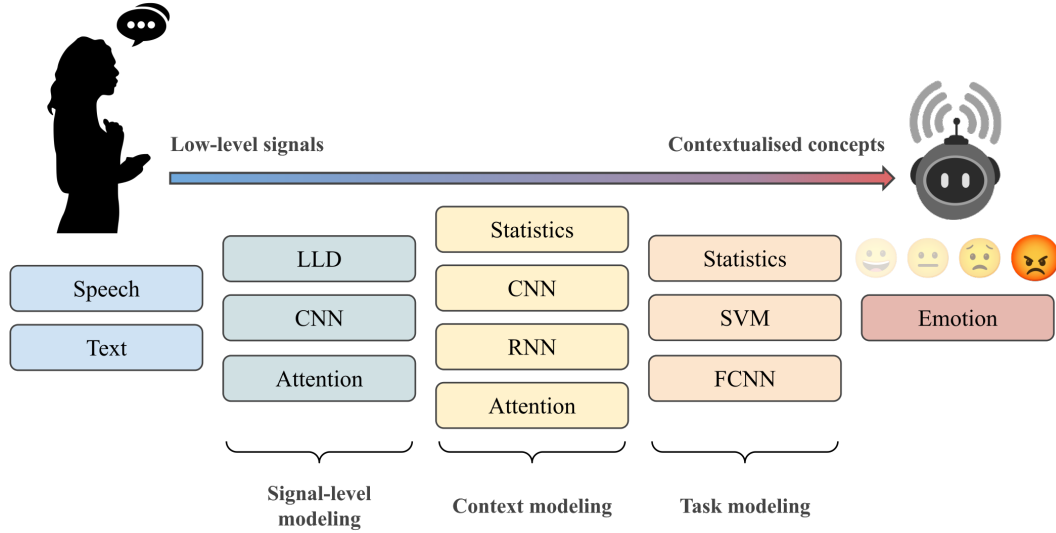 Low-level signals
Contextualised concepts
Speech
Text
LLD
CNN
Attention
Statistics
CNN
RNN
Attention
Statistics
SVM
FCNN
Emotion
Signal-level
modeling
Context modeling
Task modeling